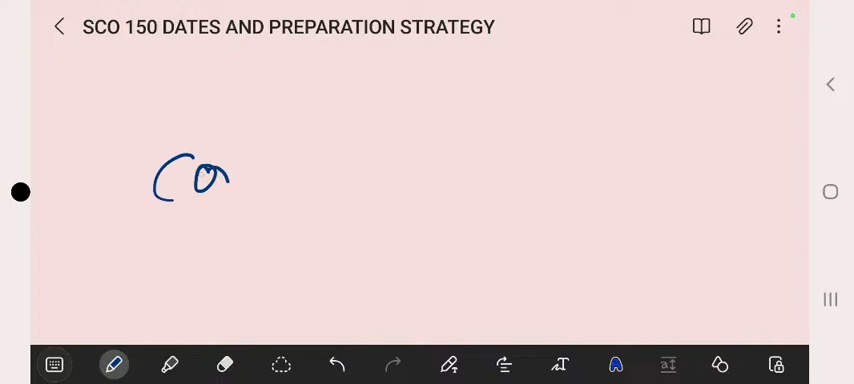 SCO 150 DATES AND PREPARATION STRATEGY
Co